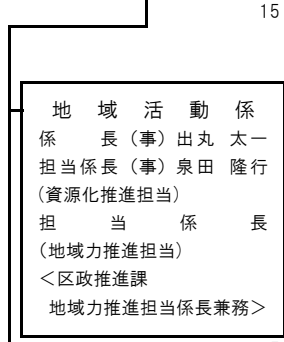 15
地域活動係
係長（事）出丸 太一
担当係長（事）泉田 隆行
(資源化推進担当)
担当係長
(地域力推進担当)
＜区政推進課
地域力推進担当係長兼務＞